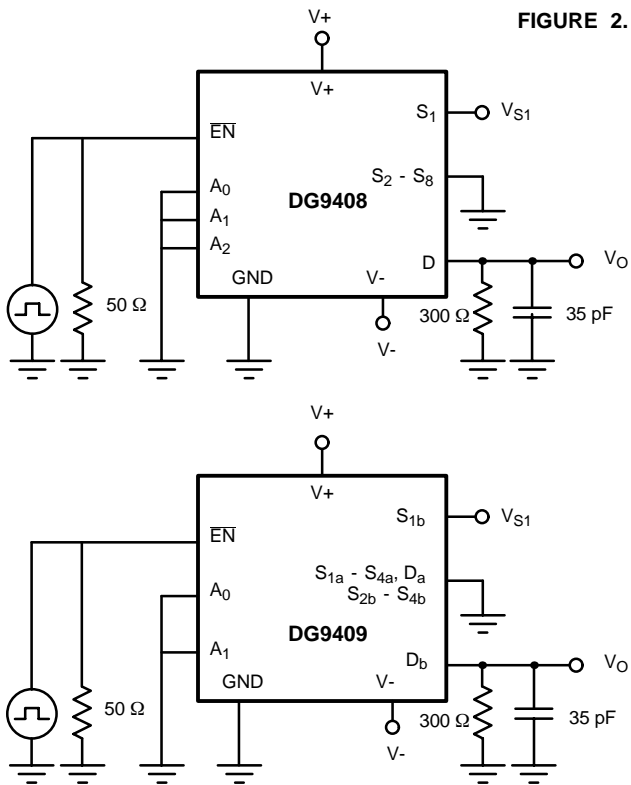 FIGURE 2.
V+
V+
EN
S1
VS1
A0
S2 - S8
A1
DG9408
A2
D
VO
GND
V-
50 Ω
300 Ω
35 pF
V-
V+
V+
S1b
VS1
EN
S1a - S4a, Da
A0
S2b - S4b
DG9409
A1
Db
VO
GND
V-
50 Ω
300 Ω
35 pF
V-